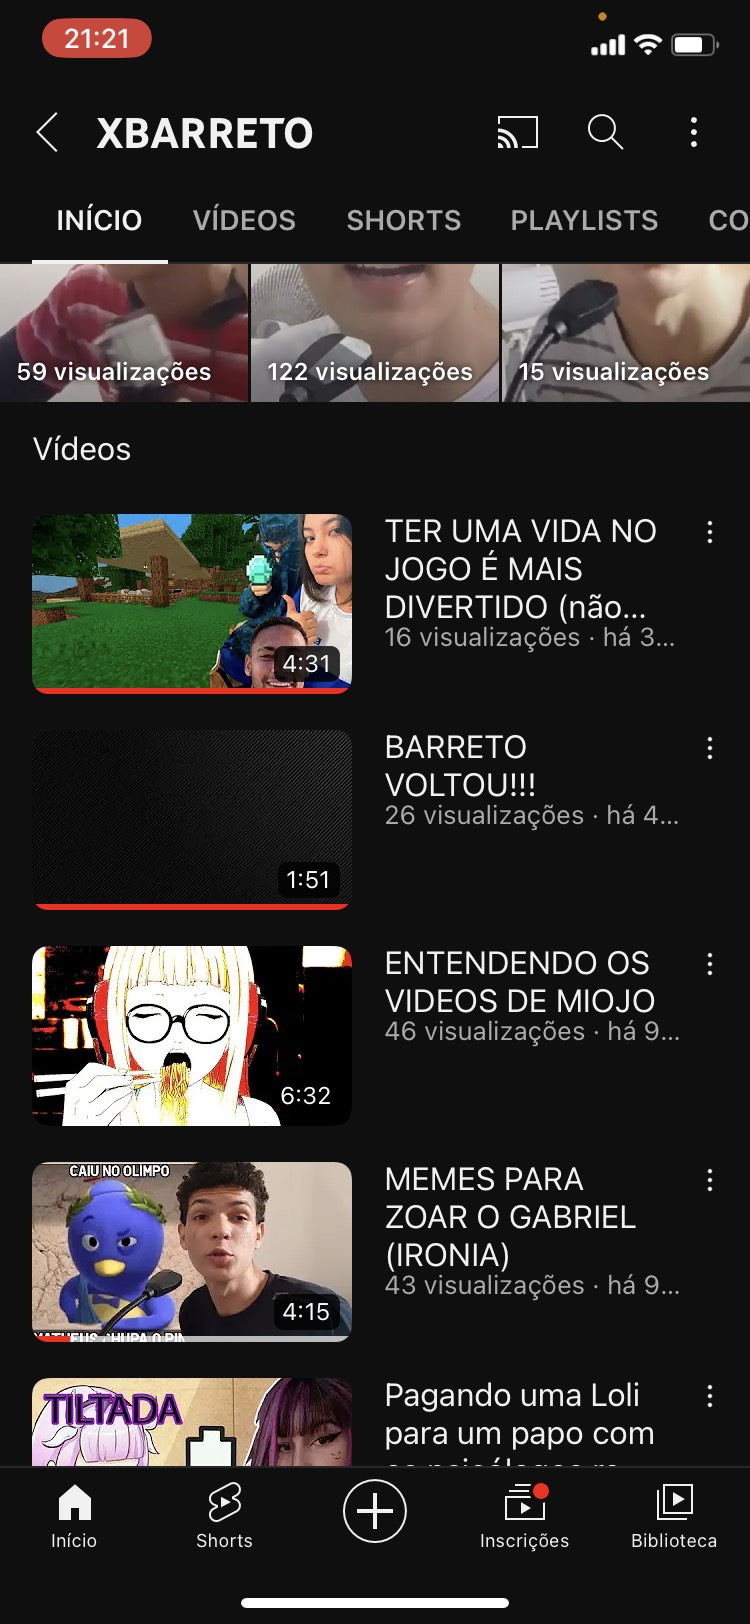 21:21
XBARRETO
INÍCIO VÍDEOS SHORTS PLAYLISTS CO
59 visualizações
122 visualizações
15 visualizações
Vídeos
4:31
TER UMA VIDA NO
JOGO É MAIS
DIVERTIDO (não...
16 visualizações · há 3...
1:51
BARRETO
VOLTOU!!!
26 visualizações · há 4...
6:32
ENTENDENDO OS
VIDEOS DE MIOJO
46 visualizações · há 9...
CAIU NO OLIMPO
4:15
MATHEUS CHUPA O
MEMES PARA
ZOAR O GABRIEL
(IRONIA)
43 visualizações · há 9...
TILTADA
Pagando uma Loli
para um papo com
Início
Shorts
Inscrições
Biblioteca